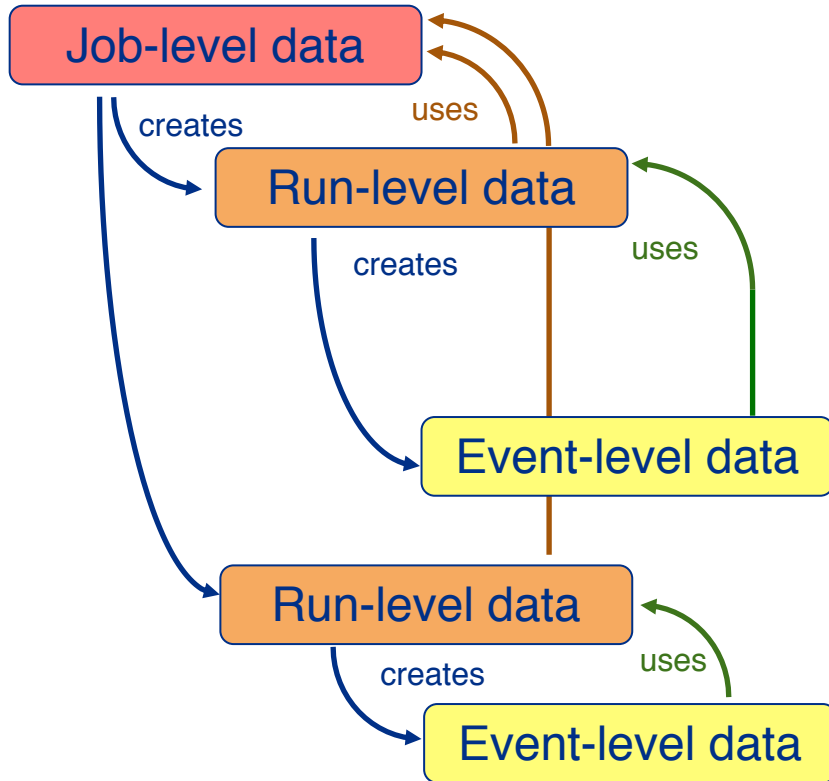 Job-level data
creates
uses
Run-level data
creates
uses
Event-level data
Run-level data
creates
uses
Event-level data